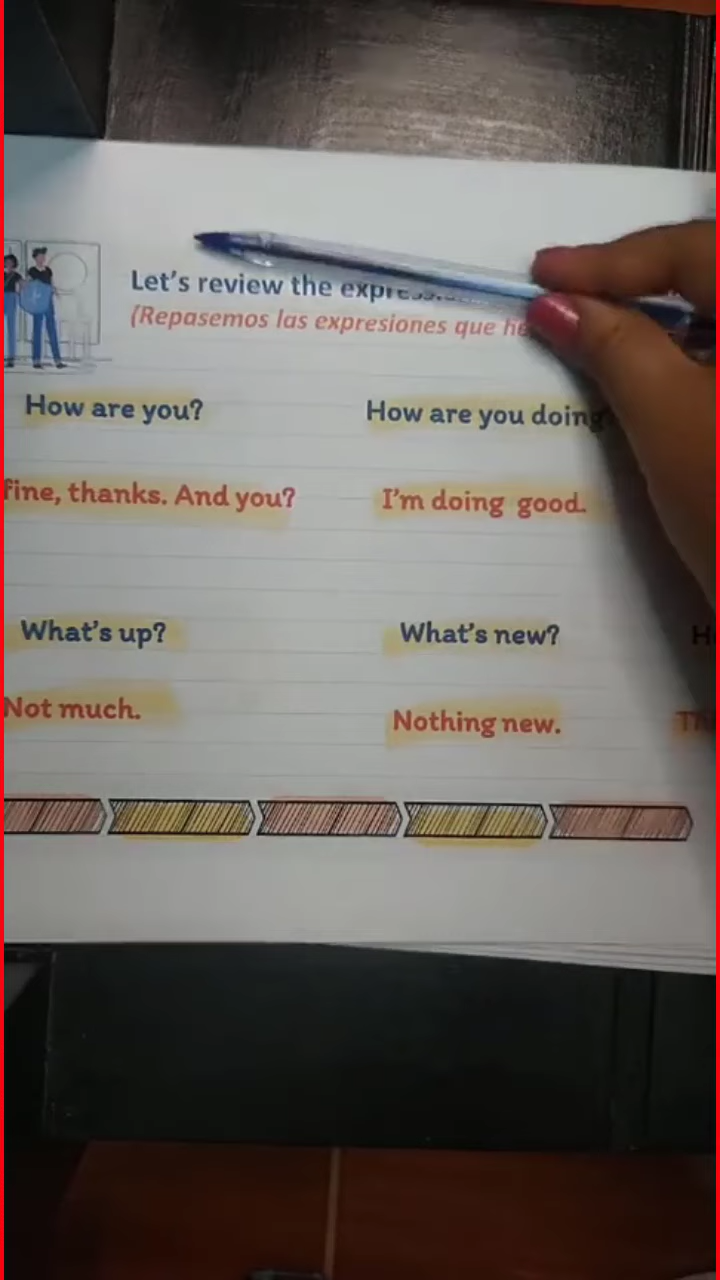 Let's review the
(Repasemos las expresiones que
How are you? How are you doing
fine, thanks. And you? I'm doing good.
What's up? What's new?
Not much. Nothing new.